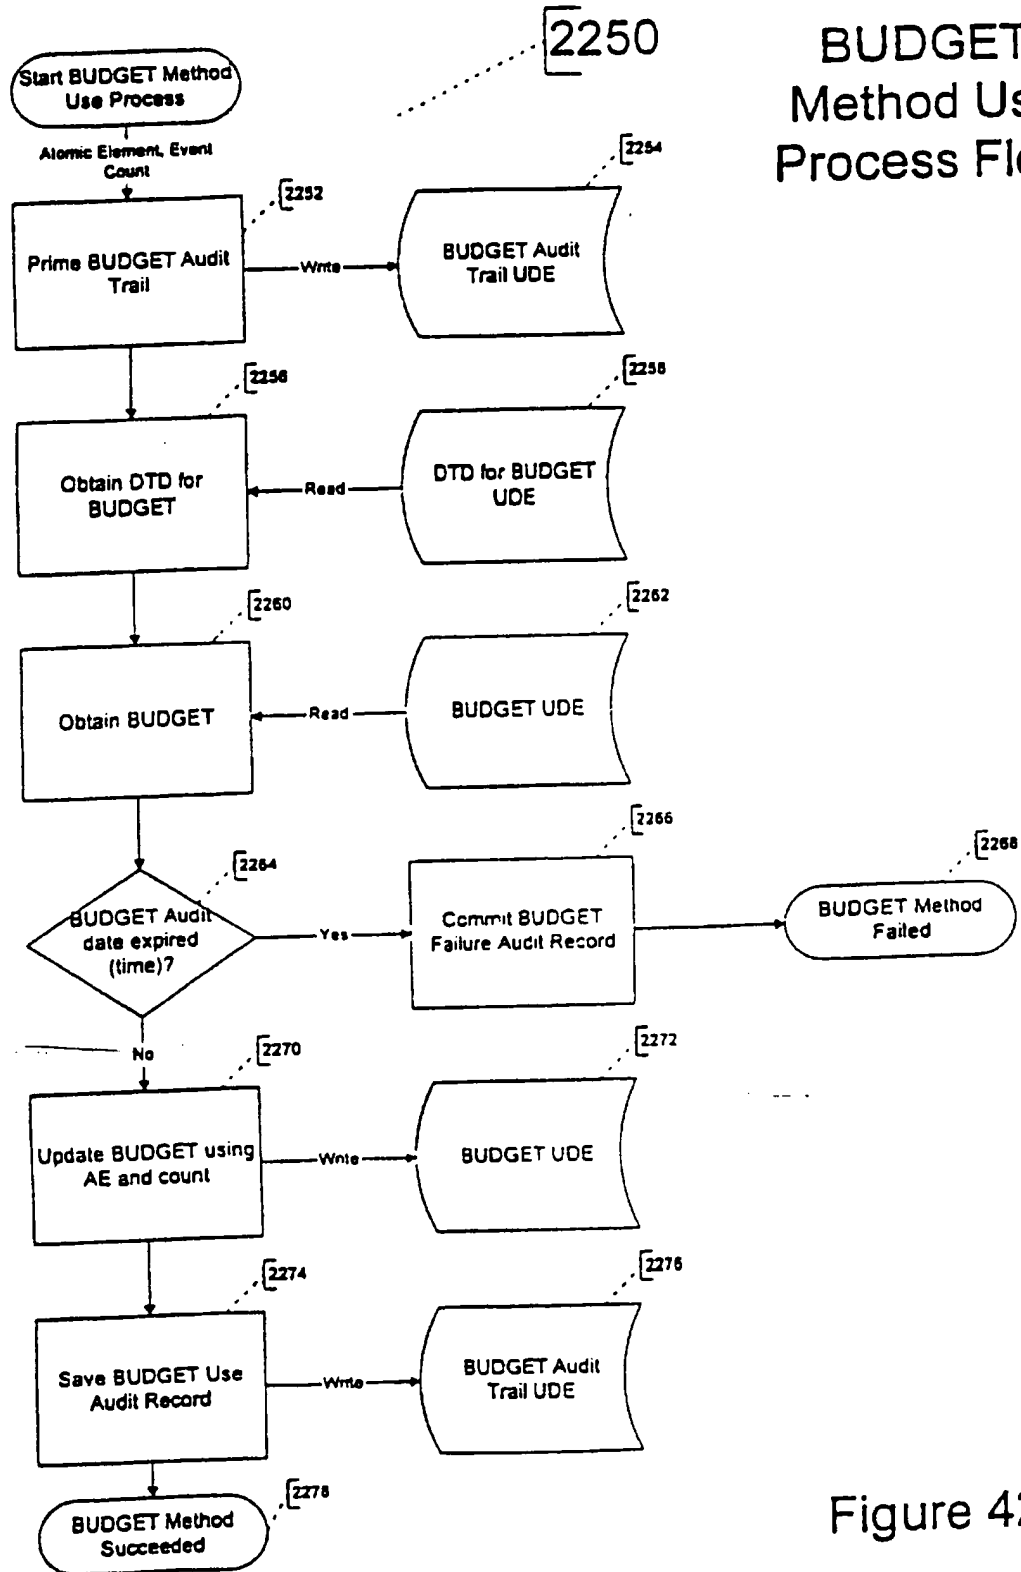 2250
BUDGET
Method Us
Process Flo
Start BUDGET Method
Use Process
Atomic Element, Event
Count
2252
2254
Prime BUDGET Audit
Trail
Write
BUDGET Audit
Trail UDE
2256
2258
Obtain DTD for
BUDGET
Read
DTD for BUDGET
UDE
2260
2262
Obtain BUDGET
Read
BUDGET UDE
2264
2266
2268
BUDGET Audit
date expired
(time)?
Yes
Commit BUDGET
Failure Audit Record
BUDGET Method
Failed
No
2270
2272
Update BUDGET using
AE and count
Write
BUDGET UDE
2274
2276
Save BUDGET Use
Audit Record
Write
BUDGET Audit
Trail UDE
2278
BUDGET Method
Succeeded
Figure 42